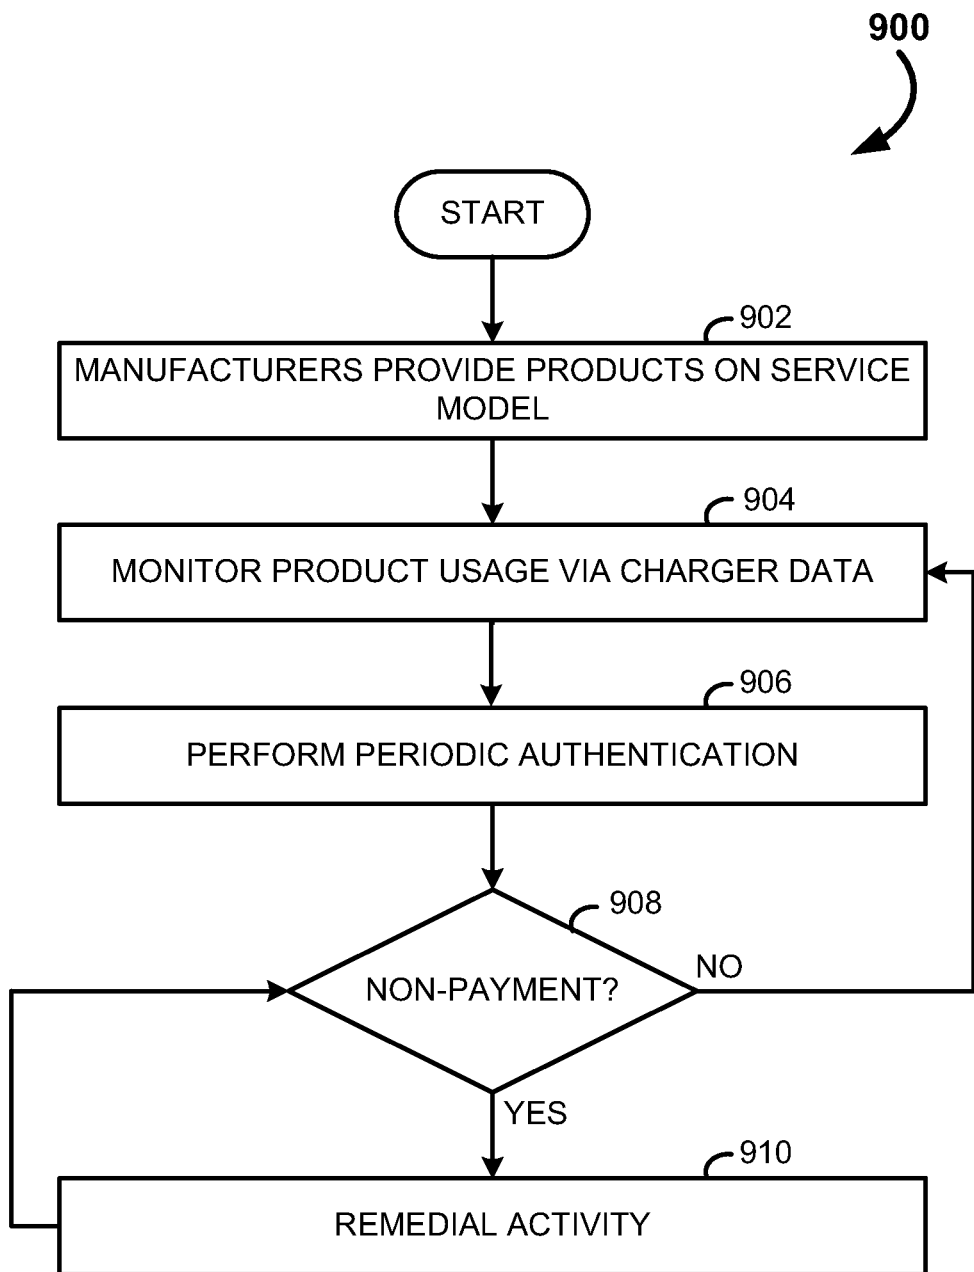 900
START
902
MANUFACTURERS PROVIDE PRODUCTS ON SERVICE
MODEL
904
MONITOR PRODUCT USAGE VIA CHARGER DATA
906
PERFORM PERIODIC AUTHENTICATION
908
NON-PAYMENT?
NO
YES
910
REMEDIAL ACTIVITY